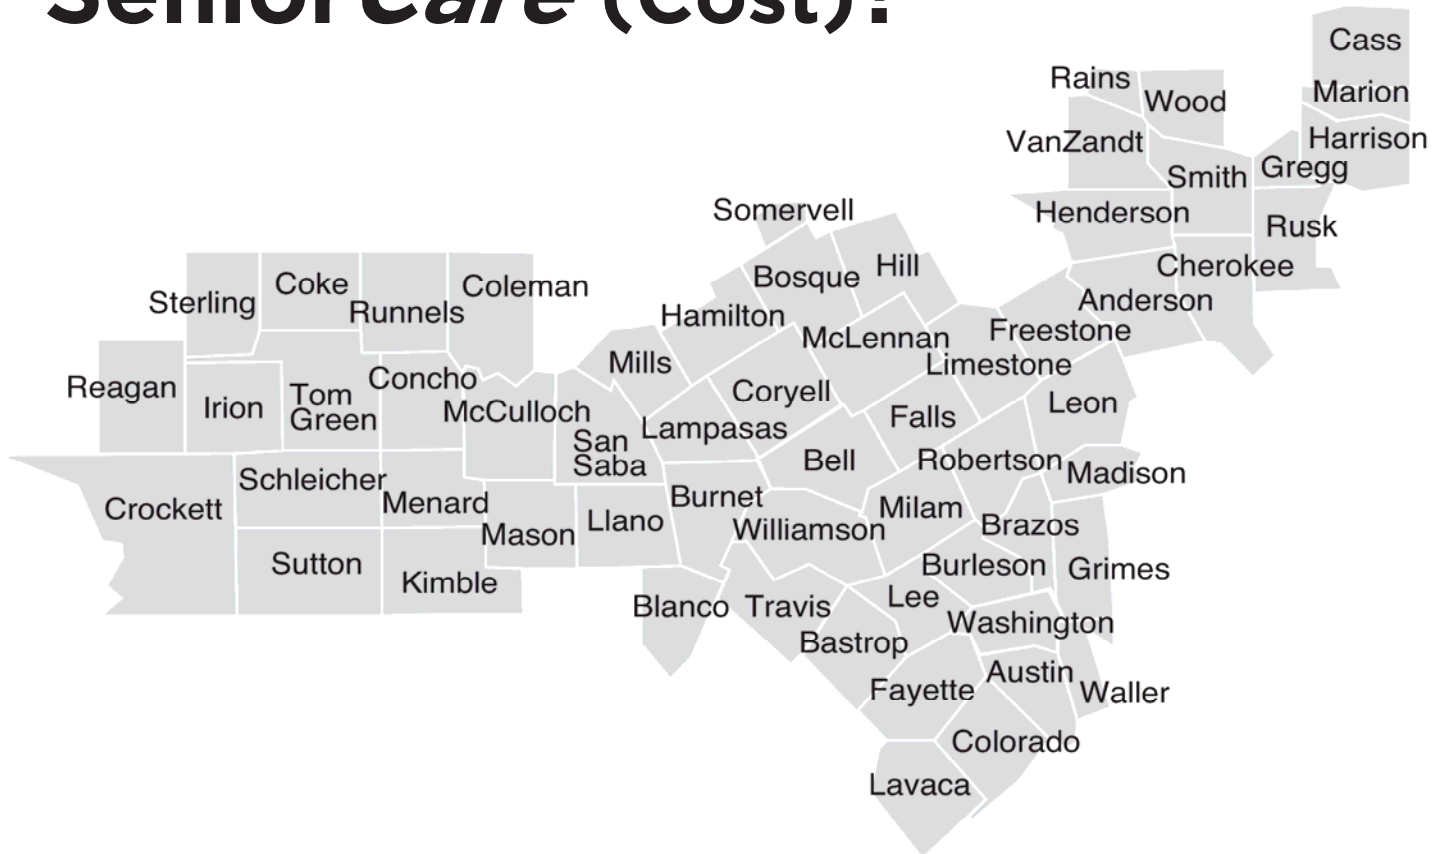 SeniorCare (Cost)?
Cass
Rains
Marion
Wood
Harrison
VanZandt
Gregg
Smith
Somervell
Henderson
Rusk
Cherokee
Hill
Bosque
Coke
Coleman
Anderson
Sterling
Runnels
Hamilton
Freestone
McLennan
Limestone
Mills
Concho
Reagan
Coryell
Tom
Green
Irion
Leon
McCulloch
Falls
Lampasas
San
Saba
Bell
Robertson
Madison
Schleicher
Burnet
Menard
Crockett
Milam
Llano
Brazos
Williamson
Mason
Sutton
Burleson
Grimes
Kimble
Lee
Blanco
Travis
Washington
Bastrop
Austin
Fayette
Waller
Colorado
Lavaca